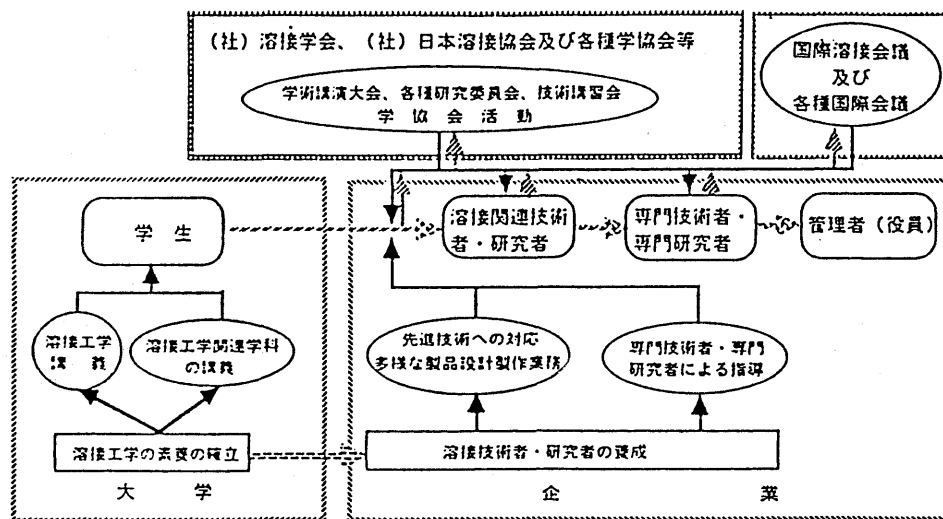 (社)溶接学会、(社)日本溶接協会及び各種学協会等
学術講演大会、各種研究委員会、技術講習会
学協会活動
国際溶接会議
及び
各種国際会議
学生
溶接関連技術
者・研究者
専門技術者・
専門研究者
管理者(役員)
溶接工学
講義
溶接工学関連学科
の講義
先進技術への対応
多様な製品設計製作業務
専門技術者・専門
研究者による指導
溶接工学の素養の確立
溶接技術者・研究者の養成
大学
企業